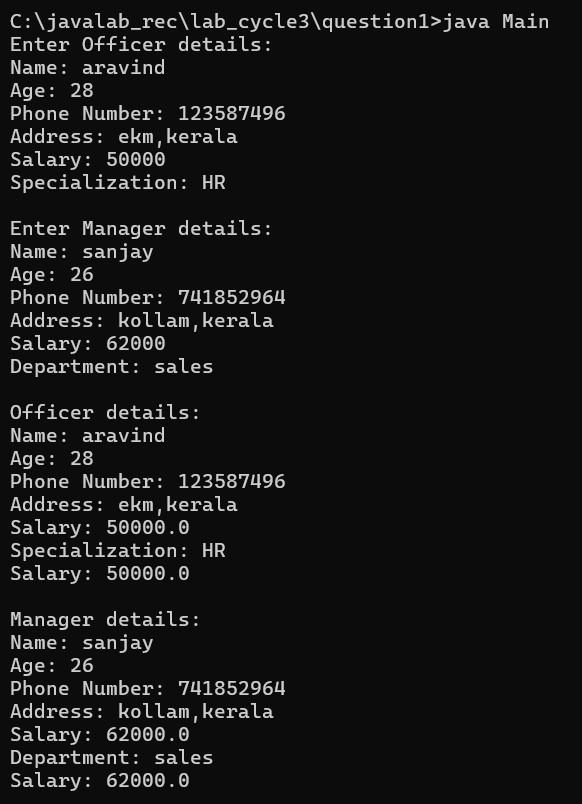 C:\javalab_rec\lab_cycle3\question1>java Main
Enter Officer details:
Name: aravind
Age: 28
Phone Number: 123587496
Address: ekm,kerala
Salary: 50000
Specialization: HR

Enter Manager details:
Name: sanjay
Age: 26
Phone Number: 741852964
Address: kollam,kerala
Salary: 62000
Department: sales

Officer details:
Name: aravind
Age: 28
Phone Number: 123587496
Address: ekm,kerala
Salary: 50000.0
Specialization: HR
Salary: 50000.0

Manager details:
Name: sanjay
Age: 26
Phone Number: 741852964
Address: kollam,kerala
Salary: 62000.0
Department: sales
Salary: 62000.0